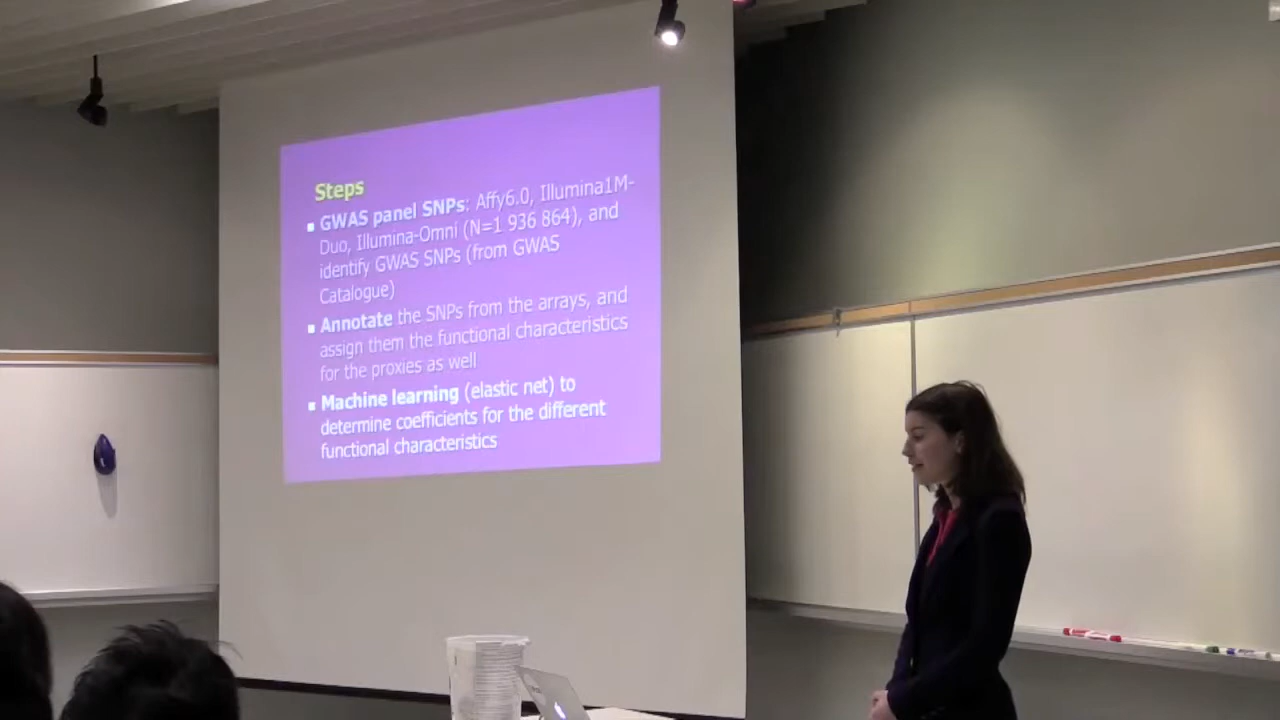 Steps
GWAS panel SNPs: Affy6.0, Illumina1M-
Duo, Illumina-Omni (N=1 936 864), and
identify GWAS SNPs (from GWAS
Catalogue)
Annotate the SNPs from the arrays, and
assign them the functional characteristics
for the proxies as well
Machine learning (elastic net) to
determine coefficients for the different
functional characteristics